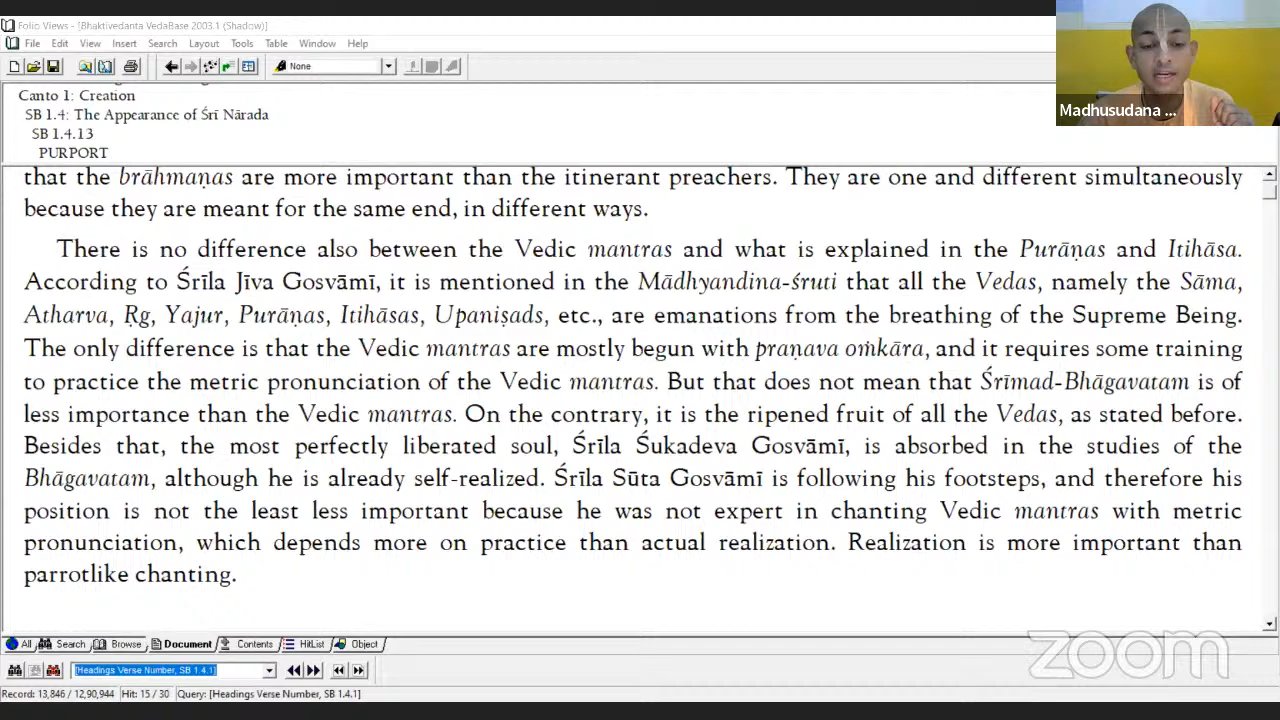 Folio Views - [Bhaktivedanta VedaBase 2003.1 (Shadow)]
File Edit View Insert Search Layout Tools Table Window Help
None
Canto 1: Creation
SB 1.4: The Appearance of Śrī Nārada
SB 1.4.13
PURPORT
Madhusudana ...
that the brāhmaṇas are more important than the itinerant preachers. They are one and different simultaneously
because they are meant for the same end, in different ways.
There is no difference also between the Vedic mantras and what is explained in the Purāṇas and Itihāsa.
According to Śrīla Jīva Gosvāmī, it is mentioned in the Mādhyandina-śruti that all the Vedas, namely the Sāma,
Atharva, Ṛg, Yajur, Purāṇas, Itihāsas, Upaniṣads, etc., are emanations from the breathing of the Supreme Being.
The only difference is that the Vedic mantras are mostly begun with praṇava oṁkāra, and it requires some training
to practice the metric pronunciation of the Vedic mantras. But that does not mean that Śrīmad-Bhāgavatam is of
less importance than the Vedic mantras. On the contrary, it is the ripened fruit of all the Vedas, as stated before.
Besides that, the most perfectly liberated soul, Śrīla Śukadeva Gosvāmī, is absorbed in the studies of the
Bhāgavatam, although he is already self-realized. Śrīla Sūta Gosvāmī is following his footsteps, and therefore his
position is not the least less important because he was not expert in chanting Vedic mantras with metric
pronunciation, which depends more on practice than actual realization. Realization is more important than
parrotlike chanting.
All Search Browse Document Contents HitList Object
[Headings Verse Number, SB 1.4.1]
Record: 13,846 / 12,90,944 Hit: 15 / 30 Query: [Headings Verse Number, SB 1.4.1]
zoom